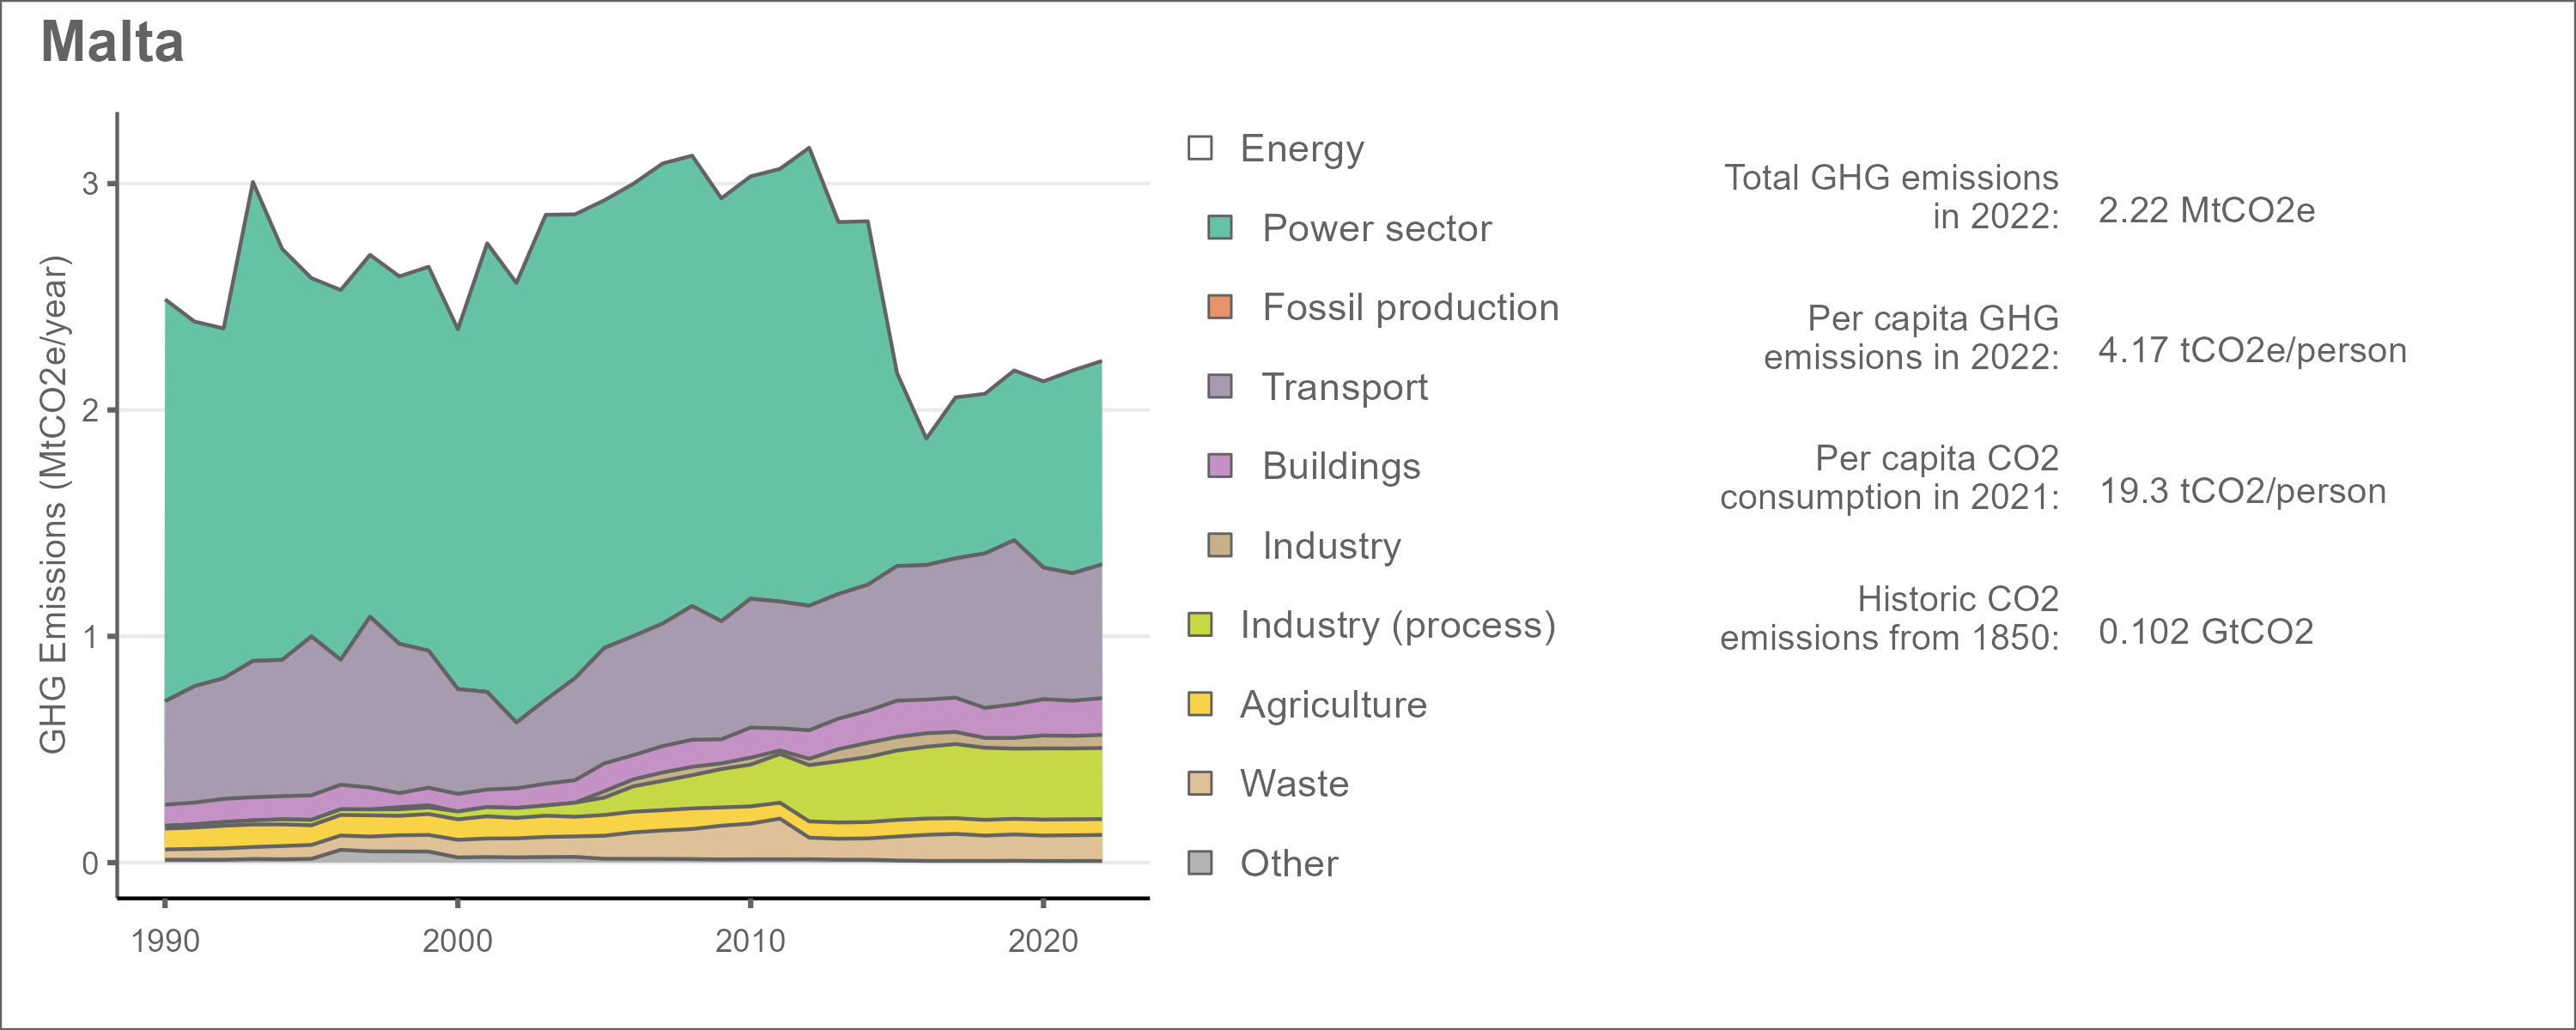 Malta
GHG Emissions (MtCO2e/year)
3
2
1
0
1990
2000
2010
2020
Energy
Power sector
Fossil production
Transport
Buildings
Industry
Industry (process)
Agriculture
Waste
Other
Total GHG emissions
in 2022:
2.22 MtCO2e
Per capita GHG
emissions in 2022:
4.17 tCO2e/person
Per capita CO2
consumption in 2021:
19.3 tCO2/person
Historic CO2
emissions from 1850:
0.102 GtCO2